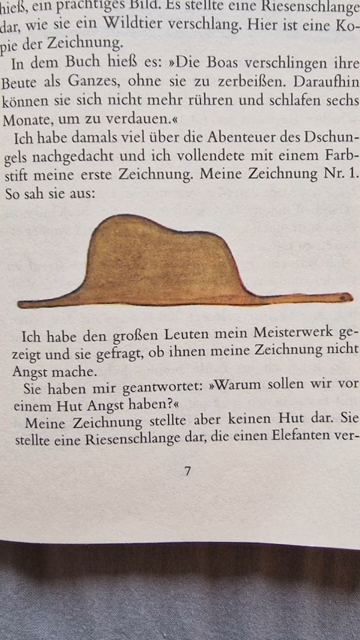 hieß, ein prächtiges Bild. Es stellte eine Riesenschlange
dar, wie sie ein Wildtier verschlang. Hier ist eine Ko-
pie der Zeichnung.
In dem Buch hieß es: »Die Boas verschlingen ihre
Beute als Ganzes, ohne sie zu zerbeißen. Daraufhin
können sie sich nicht mehr rühren und schlafen sechs
Monate, um zu verdauen.«
Ich habe damals viel über die Abenteuer des Dschun-
gels nachgedacht und ich vollendete mit einem Farb-
stift meine erste Zeichnung. Meine Zeichnung Nr. 1.
So sah sie aus:
Ich habe den großen Leuten mein Meisterwerk ge-
zeigt und sie gefragt, ob ihnen meine Zeichnung nicht
Angst mache.
Sie haben mir geantwortet: »Warum sollen wir vor
einem Hut Angst haben?«
Meine Zeichnung stellte aber keinen Hut dar. Sie
stellte eine Riesenschlange dar, die einen Elefanten ver-
7